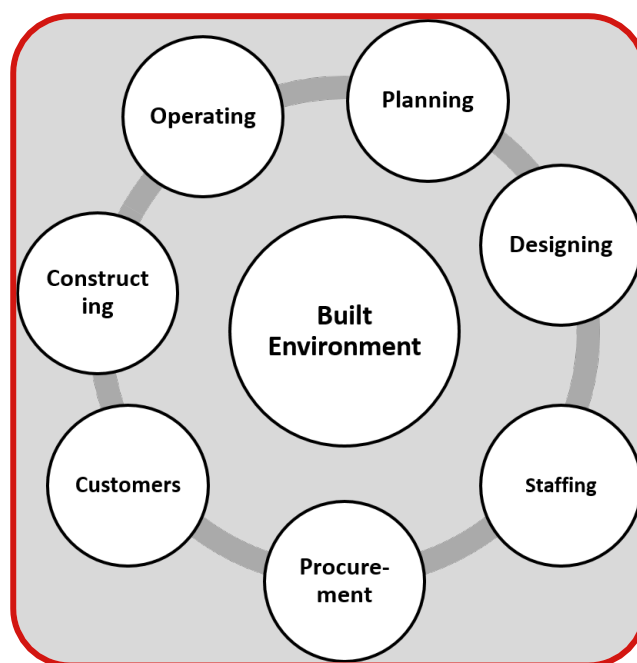 Planning
Operating
Designing
Construct
ing
Built
Environment
Customers
Staffing
Procure-
ment